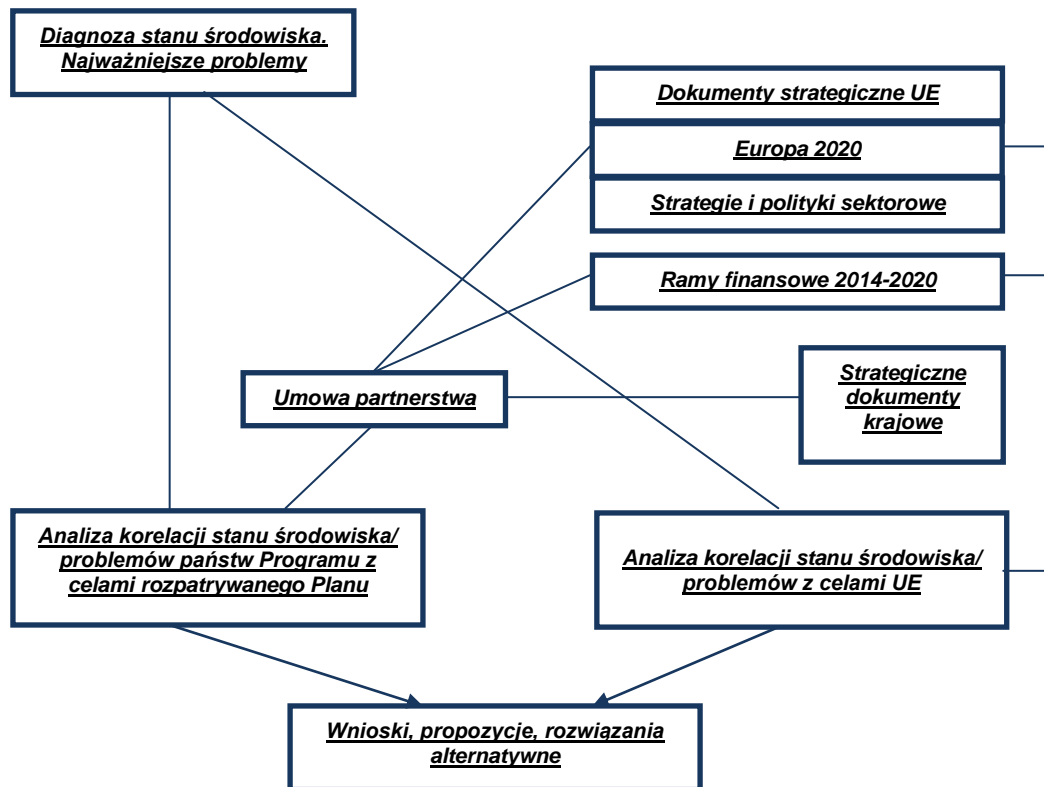 Diagnoza stanu środowiska.
Najważniejsze problemy
Dokumenty strategiczne UE
Europa 2020
Strategie i polityki sektorowe
Ramy finansowe 2014-2020
Umowa partnerstwa
Strategiczne
dokumenty
krajowe
Analiza korelacji stanu środowiska/
problemów państw Programu z
celami rozpatrywanego Planu
Analiza korelacji stanu środowiska/
problemów z celami UE
Wnioski, propozycje, rozwiązania
alternatywne